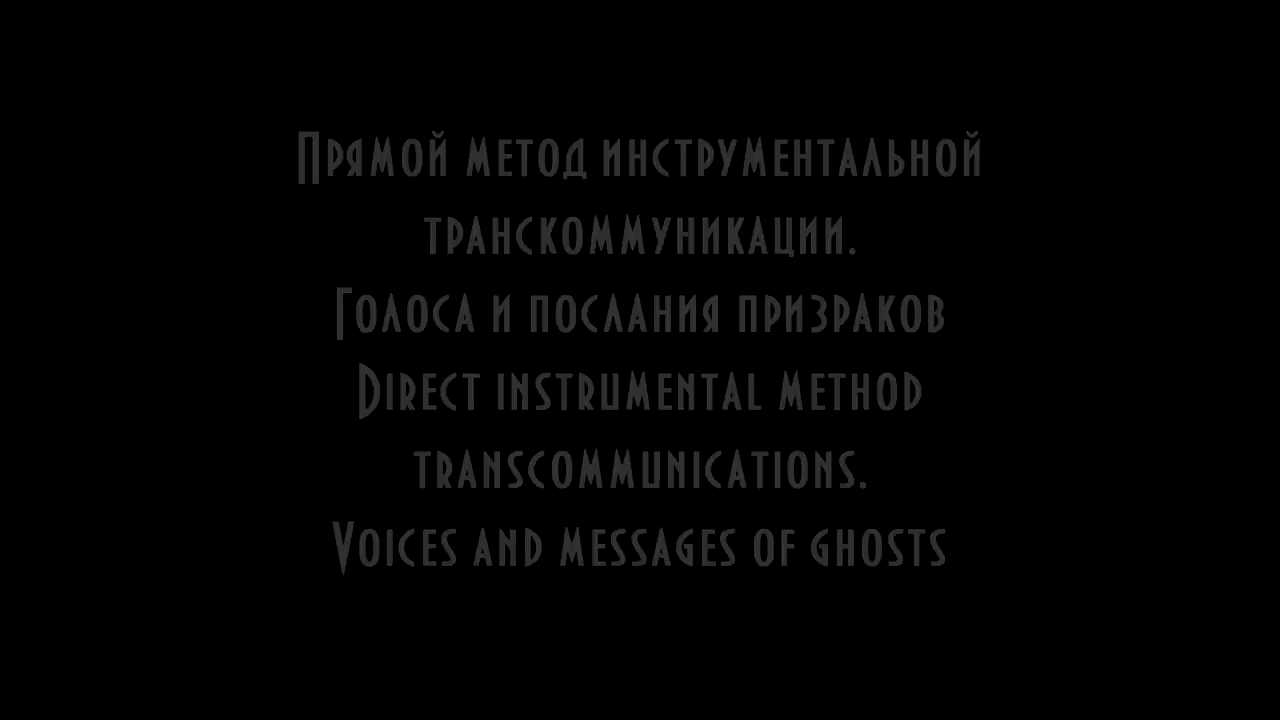 Прямой метод инструментальной
транскоммуникации.
Голоса и послания призраков
Direct instrumental method
transcommunications.
Voices and messages of ghosts